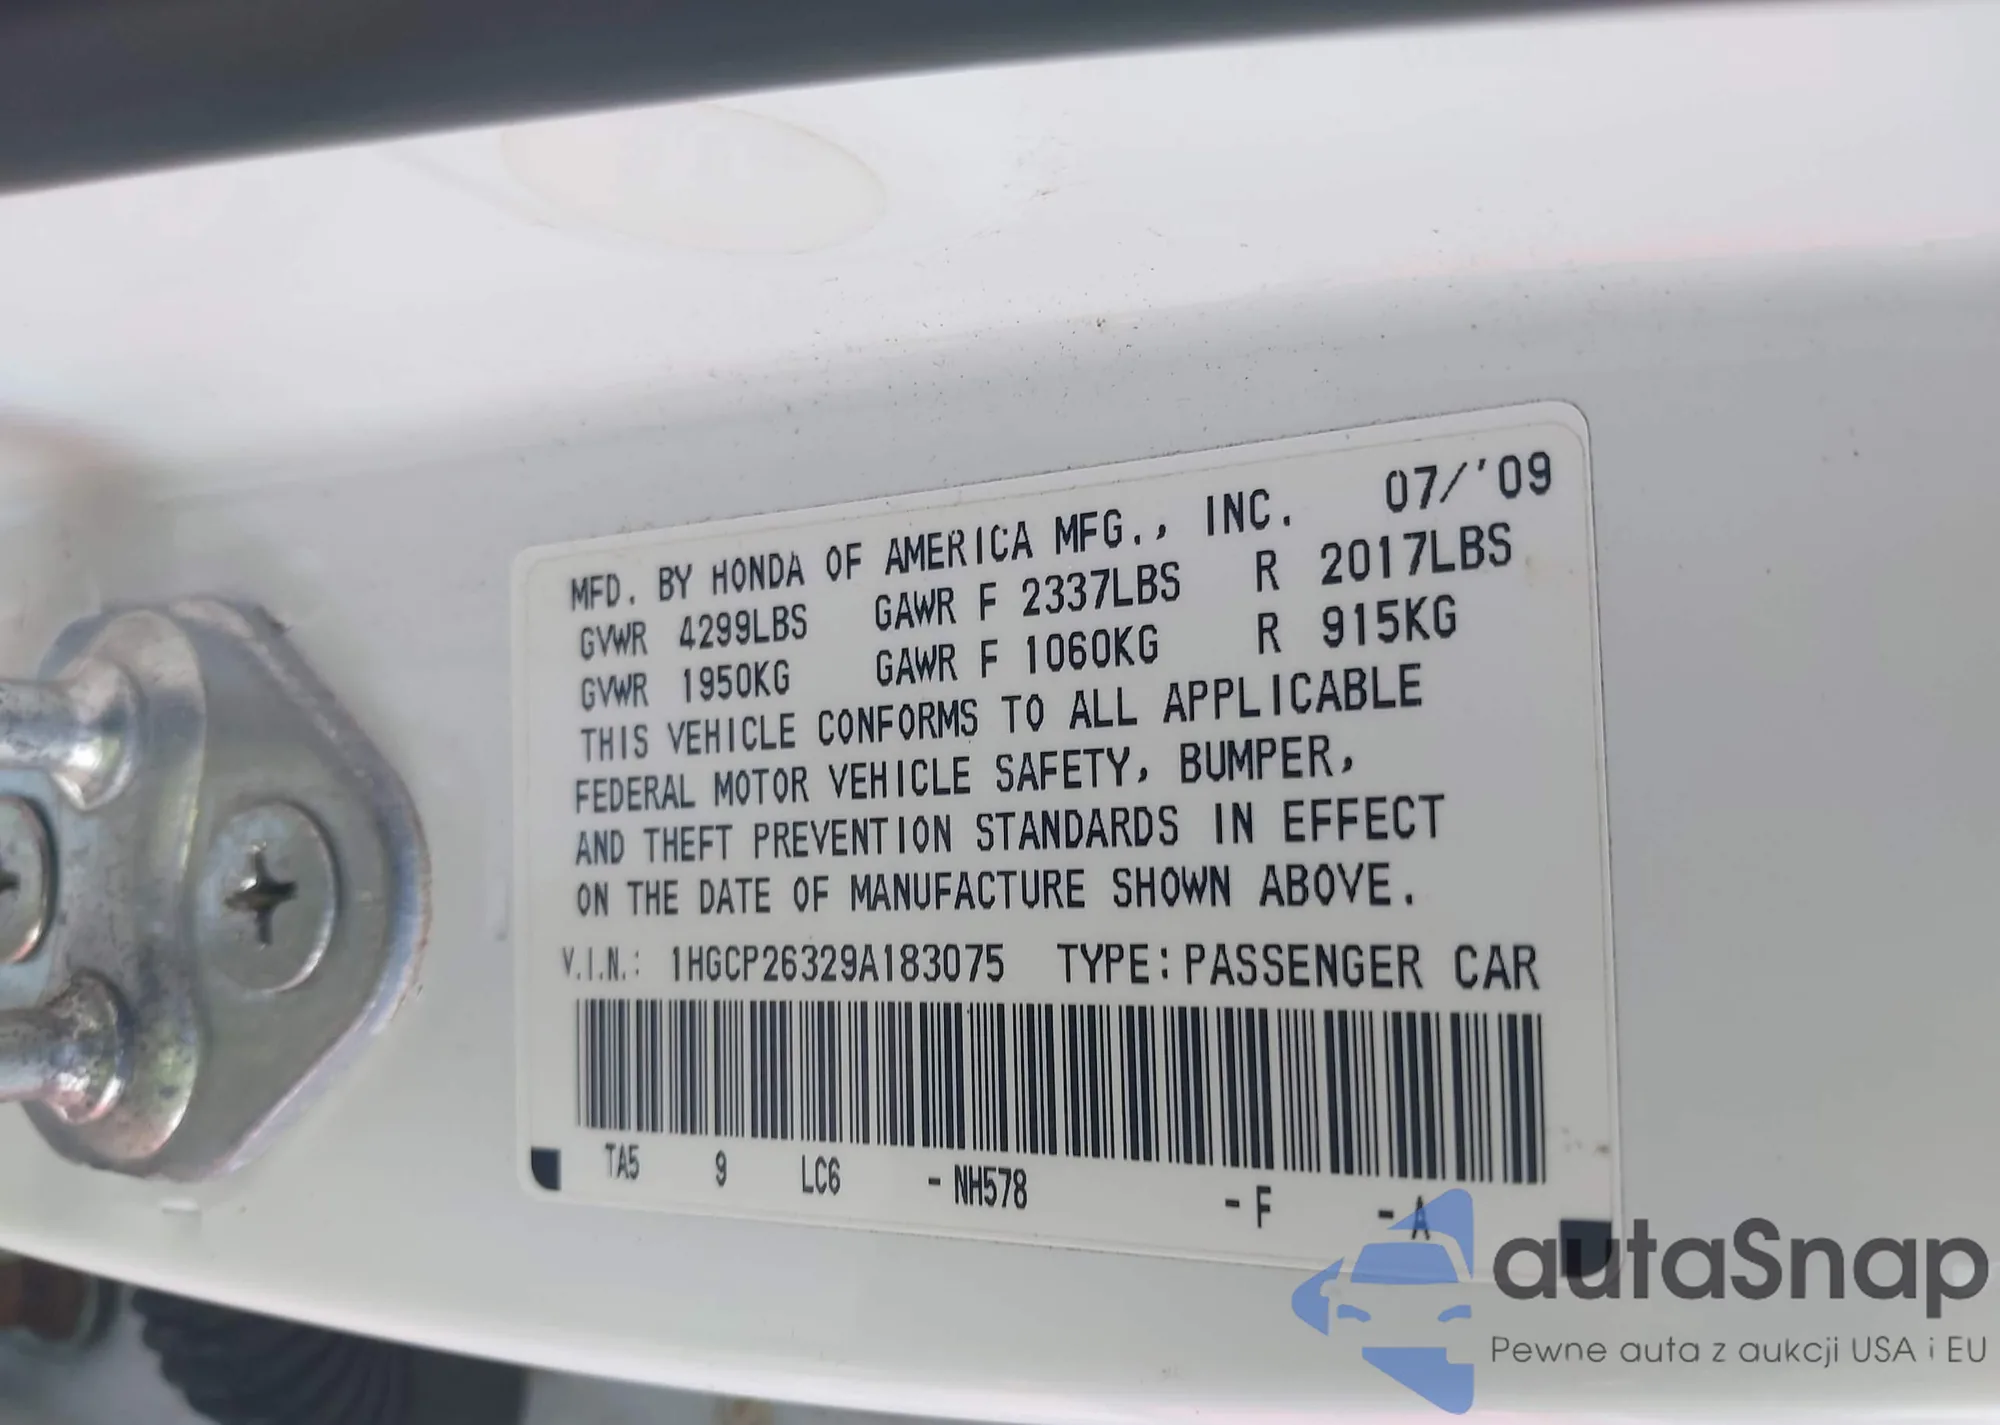 MFD. BY HONDA OF AMERICA MFG., INC. 07/'09
GVWR 4299LBS GAWR F 2337LBS R 2017LBS
GVWR 1950KG GAWR F 1060KG R 915KG
THIS VEHICLE CONFORMS TO ALL APPLICABLE
FEDERAL MOTOR VEHICLE SAFETY, BUMPER,
AND THEFT PREVENTION STANDARDS IN EFFECT
ON THE DATE OF MANUFACTURE SHOWN ABOVE.
V.I.N.: 1HGCP26329A183075 TYPE: PASSENGER CAR
TA5 9 LC6 - NH578 - F - A
autaSnap
Pewne auta z aukcji USA i EU